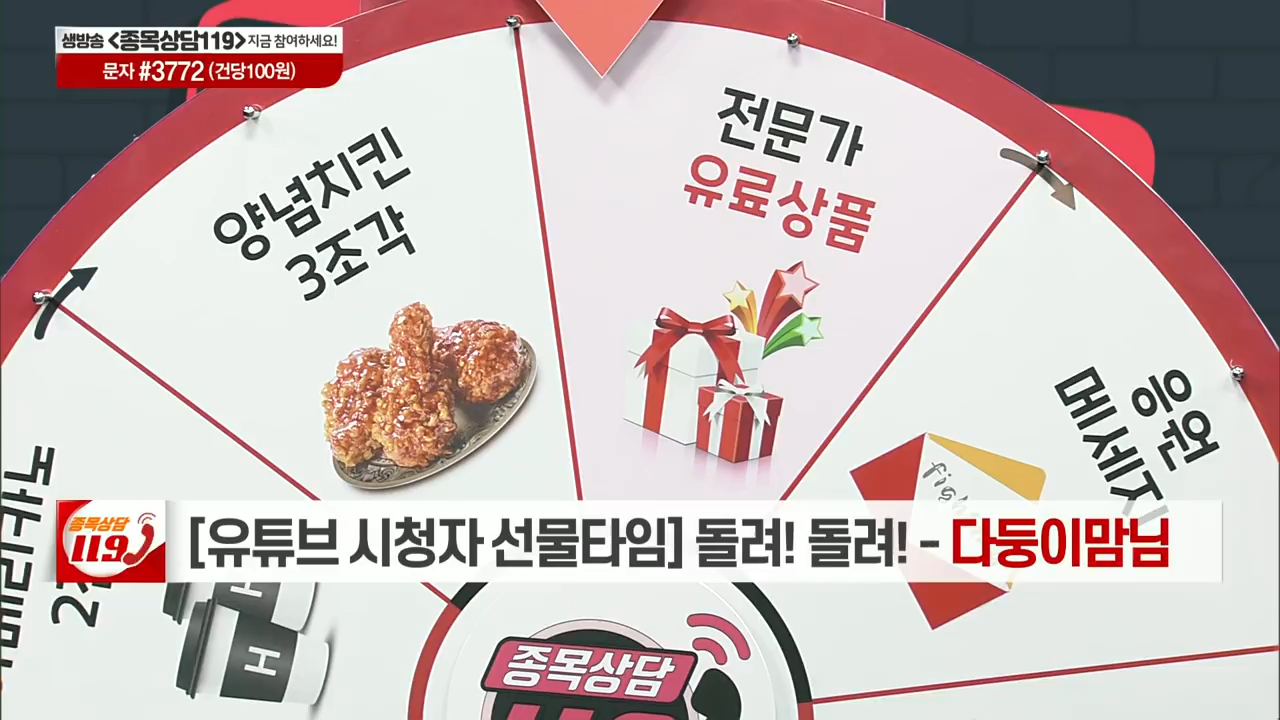 생방송 <종목상담119> 지금 참여하세요!
문자 #3772 (건당100원)
양념치킨
3조각
전문가
유료상품
응원
메세지
fig
H
H
종목상담
119
[유튜브 시청자 선물타임] 돌려! 돌려! - 다둥이맘님
종목상담